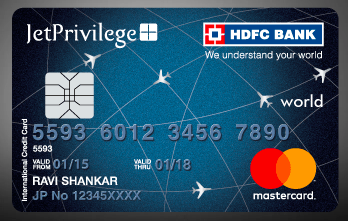 JetPrivilege
HDFC BANK
We understand your world
world
International Credit Card
5593 6012 3456 7890
5593
VALID FROM 01/15 VALID THRU 01/18
RAVI SHANKAR
JP No 12345XXXX
mastercard.